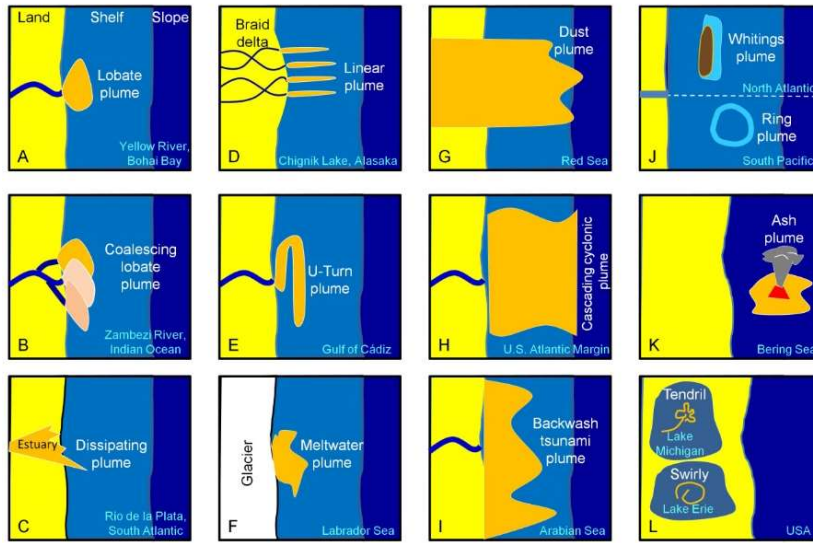 Land
Shelf
Slope
Lobate
plume
A
Yellow River,
Bohai Bay
Braid
delta
Linear
plume
D
Chignik Lake, Alasaka
Dust
plume
G
Red Sea
Whitings
plume
North Atlantic
Ring
plume
J
South Pacific
Coalescing
lobate plume
B
Zambezi River,
Indian Ocean
U-Turn
plume
E
Gulf of Cádiz
Cascading cyclonic
plume
H
U.S. Atlantic Margin
Ash
plume
K
Bering Sea
Estuary
Dissipating
plume
C
Rio de la Plata,
South Atlantic
Glacier
Meltwater
plume
F
Labrador Sea
Backwash
tsunami
plume
I
Arabian Sea
Tendril
Lake
Michigan
Swirly
Lake Erie
L
USA